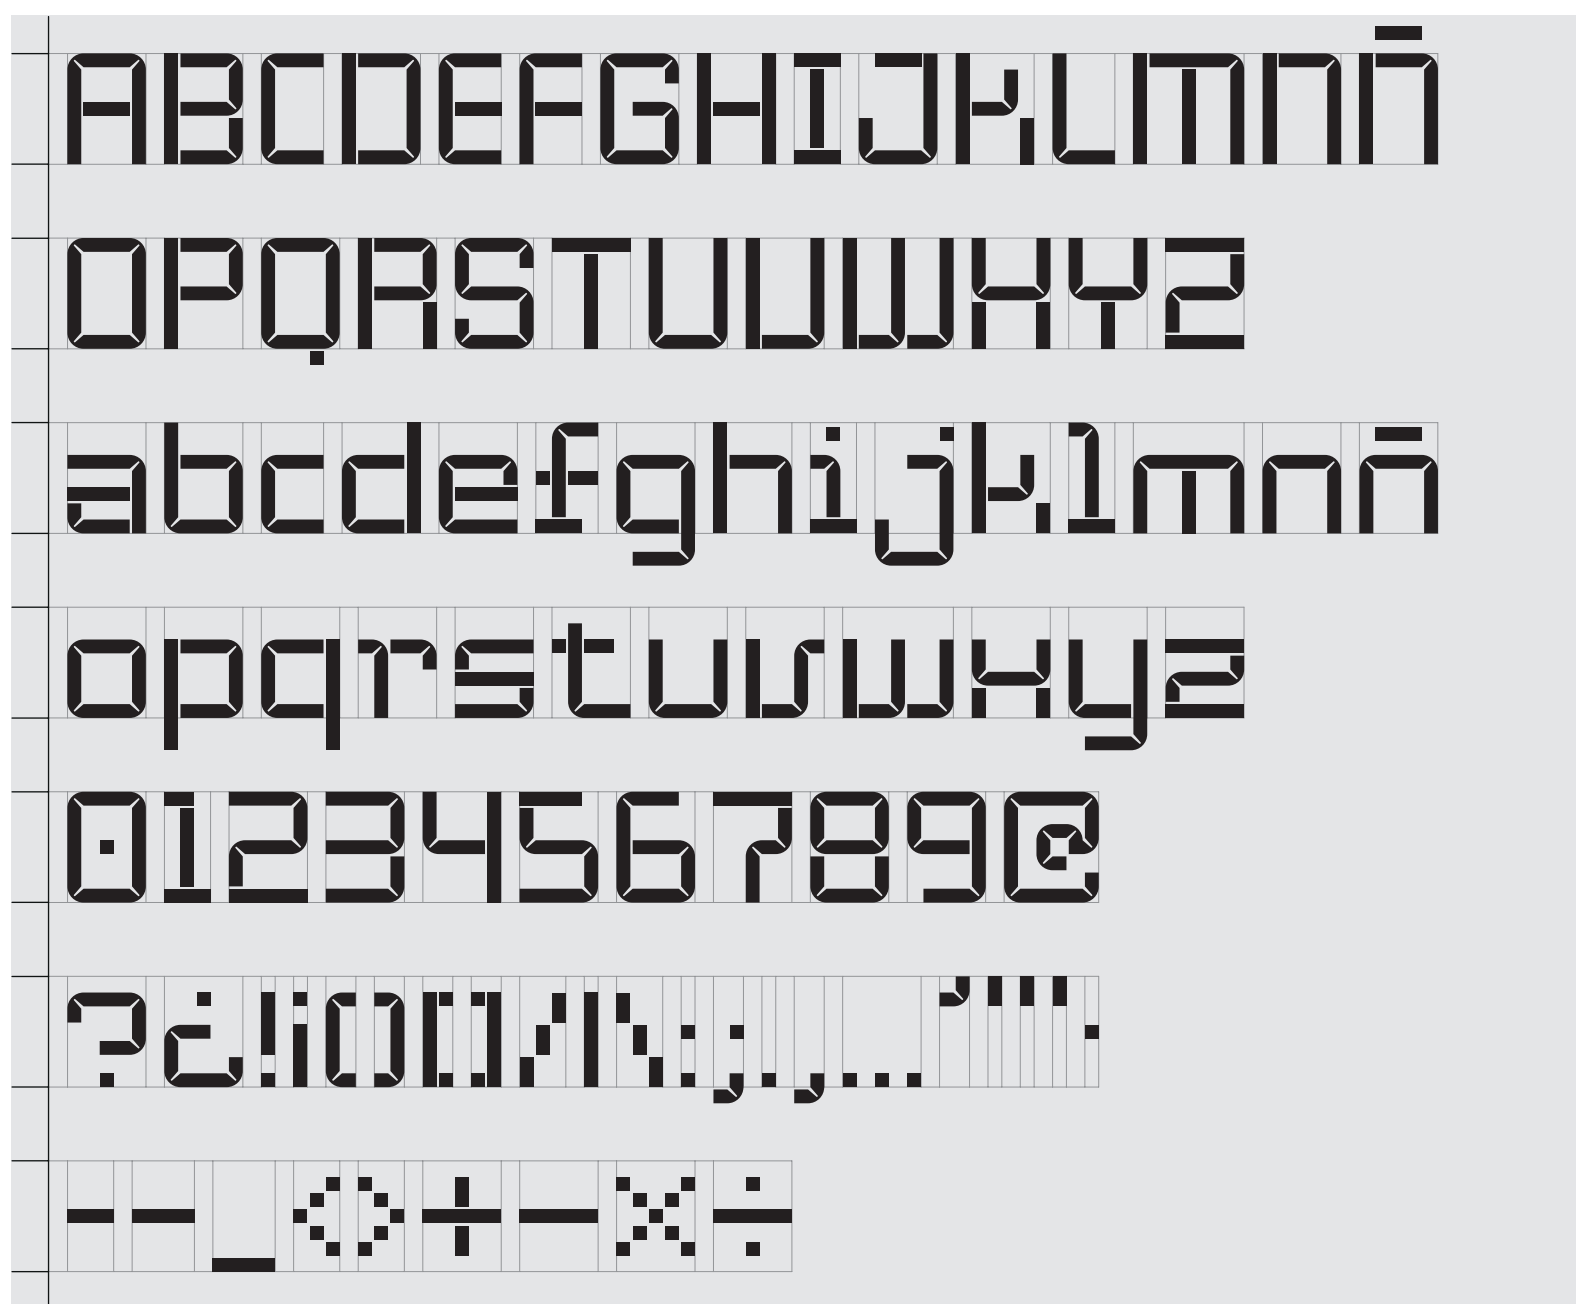 ABCDEFGHIJKLMNÑ
OPQRSTUVWXYZ
abcdefghijklmnñ
opqrstuvwxyz
0123456789@
?¿!¡()[]/|\:;.,…’"'·
-–_<>+−×÷